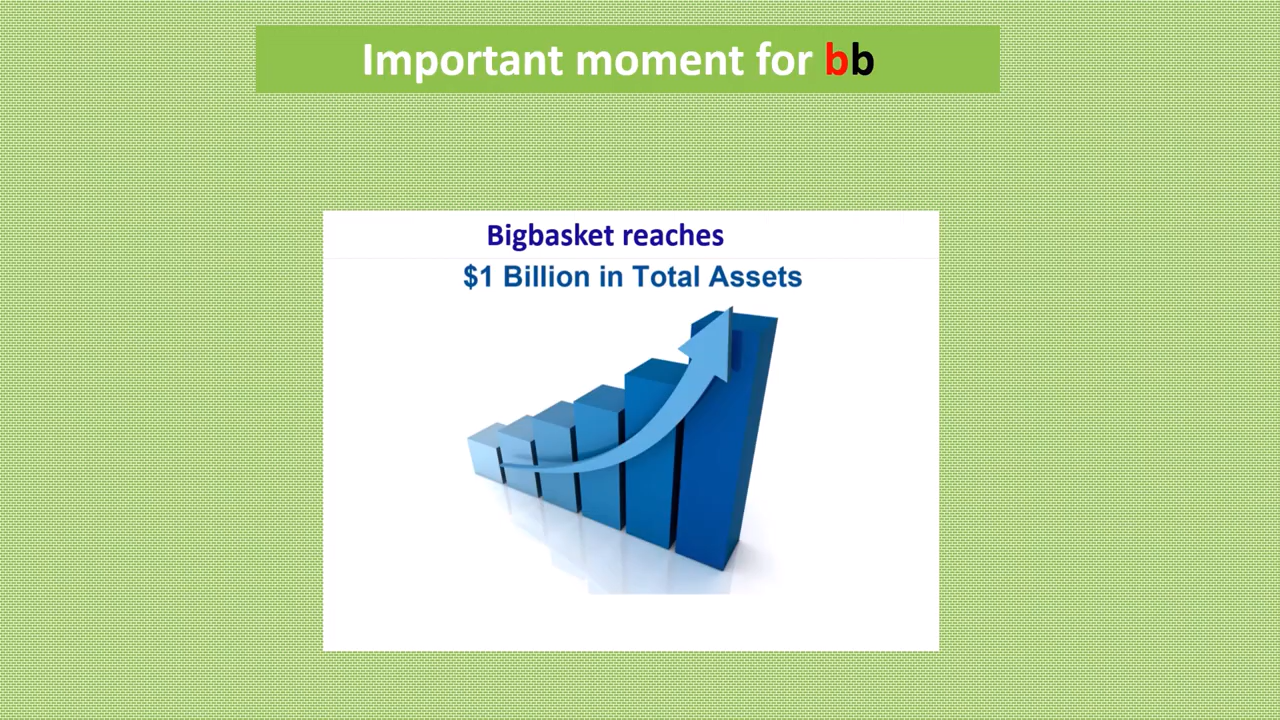 Important moment for bb
Bigbasket reaches
$1 Billion in Total Assets